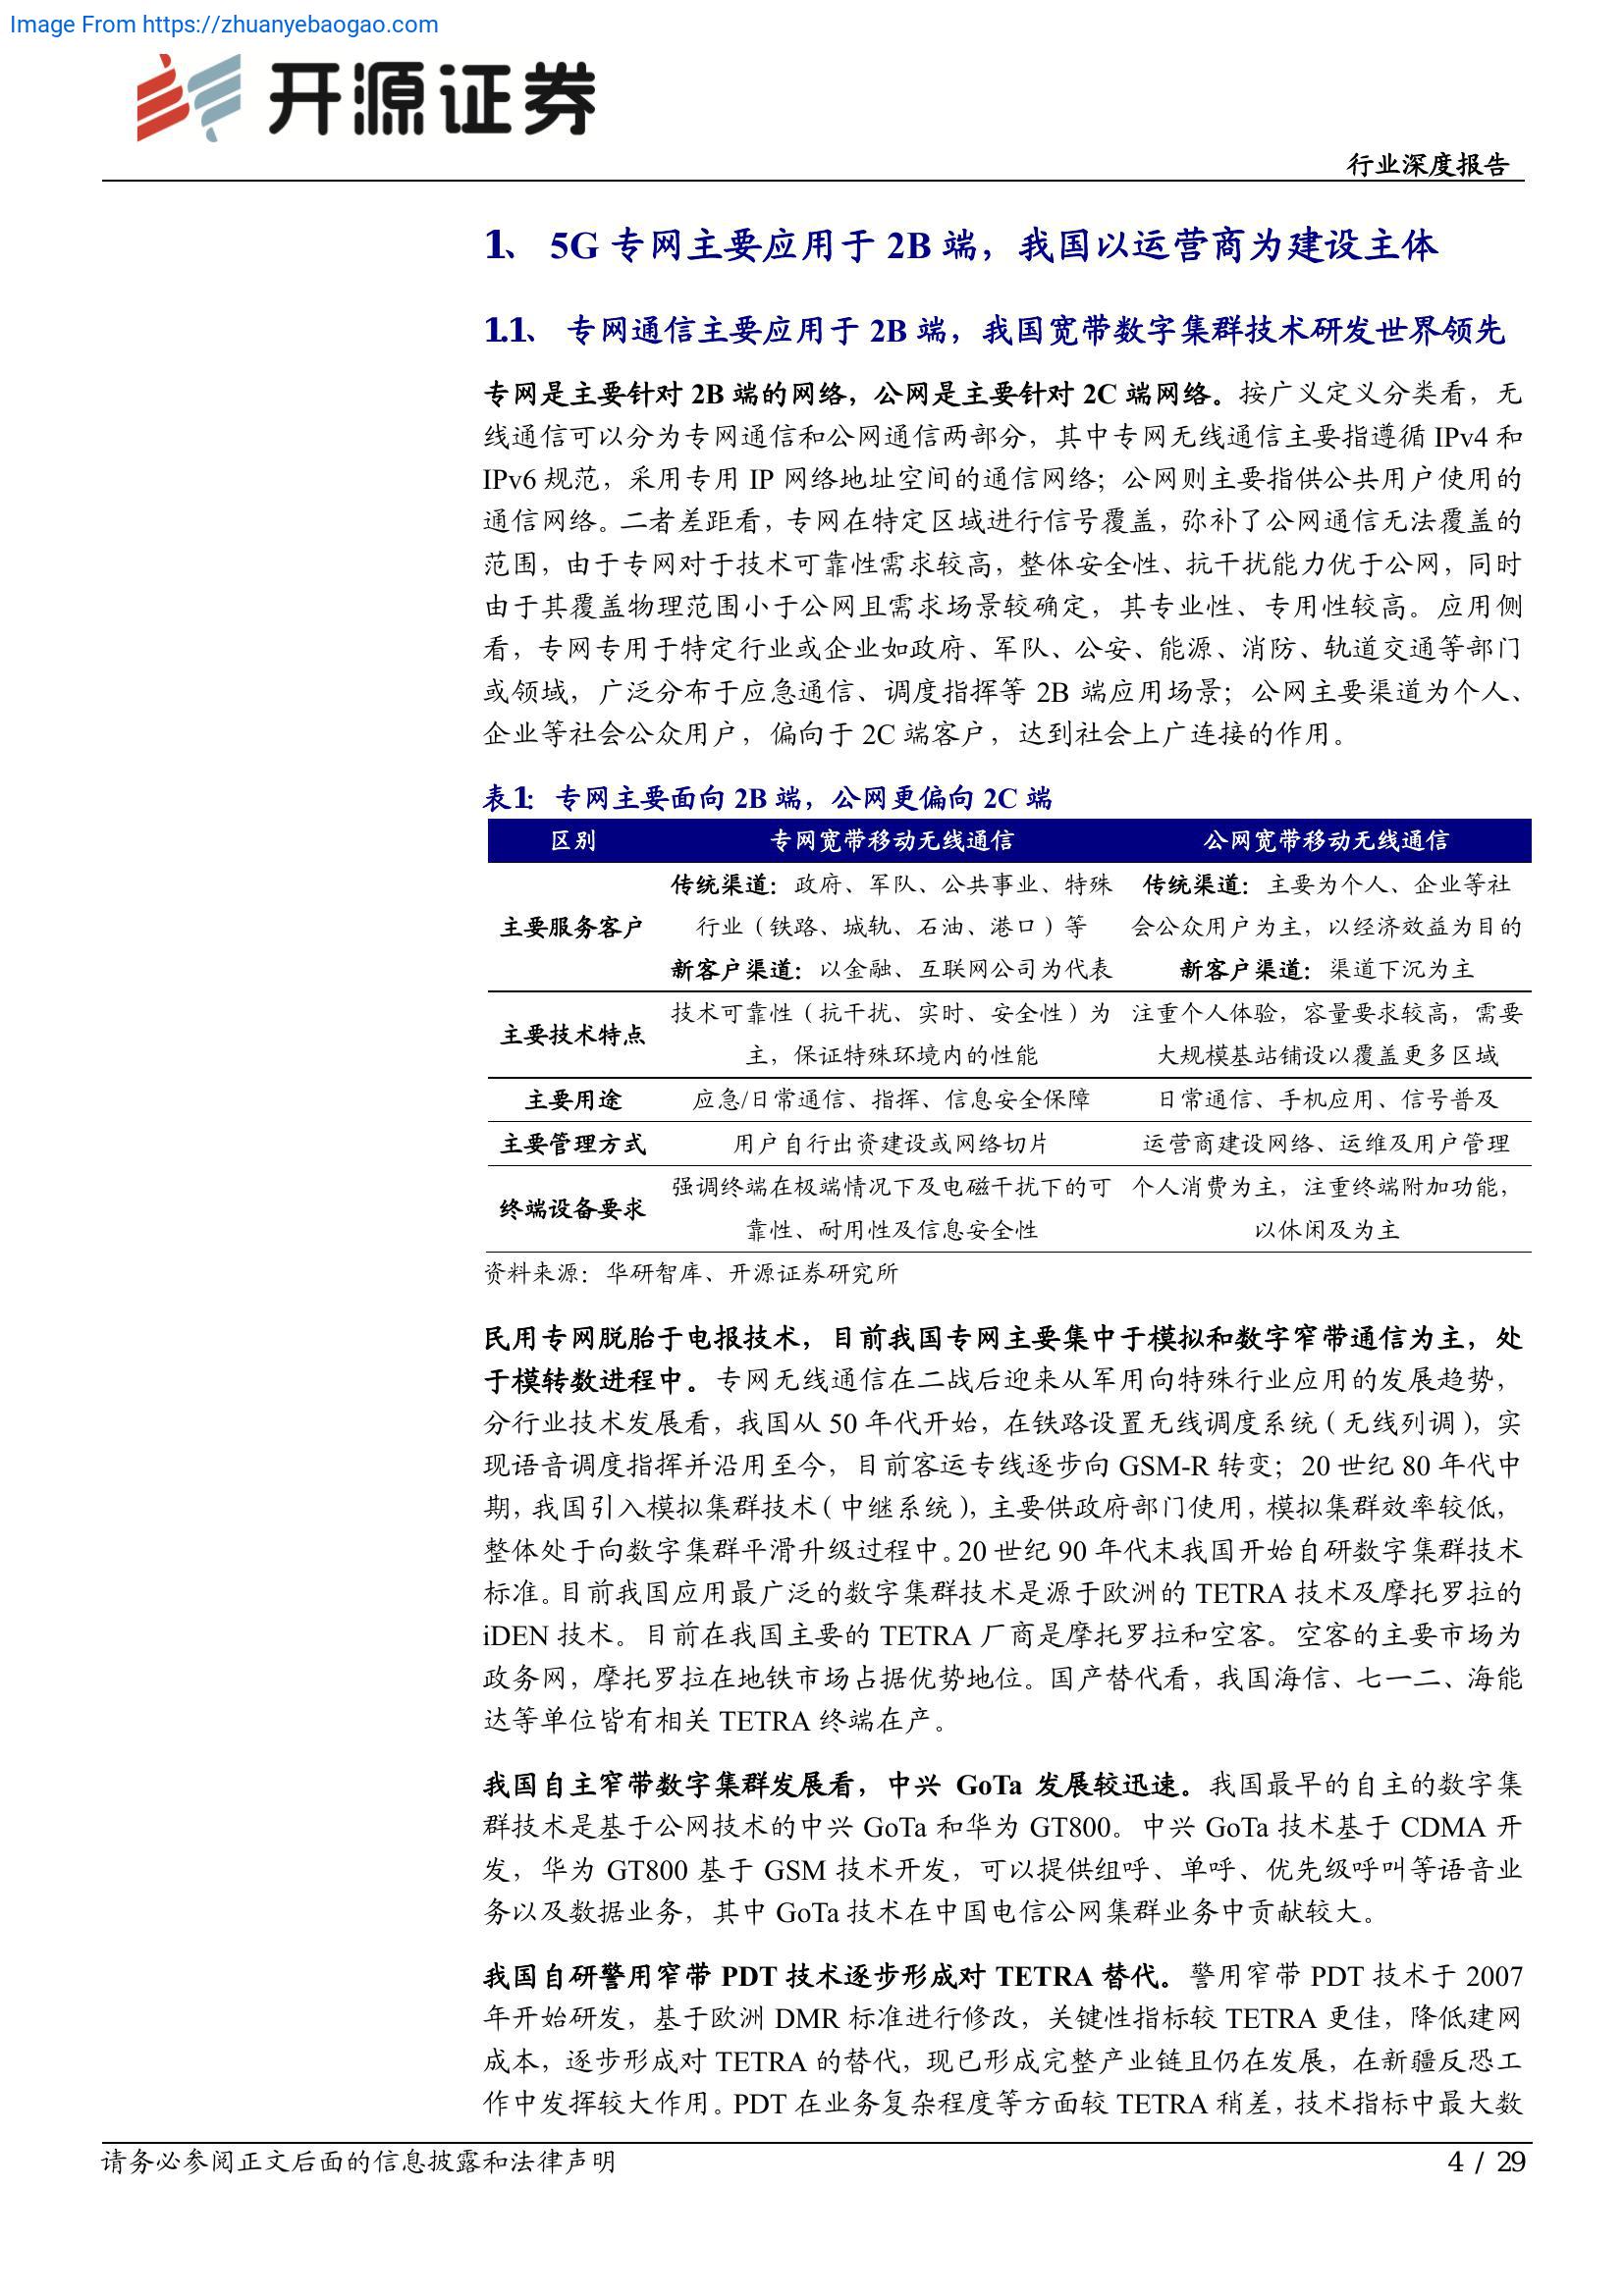 Image From https://zhuanyebaogao.com
开源证券
行业深度报告
1、 5G 专网主要应用于 2B 端，我国以运营商为建设主体
1.1、 专网通信主要应用于 2B 端，我国宽带数字集群技术研发世界领先
专网是主要针对 2B 端的网络，公网是主要针对 2C 端网络。按广义定义分类看，无
线通信可以分为专网通信和公网通信两部分，其中专网无线通信主要指遵循 IPv4 和
IPv6 规范，采用专用 IP 网络地址空间的通信网络；公网则主要指供公共用户使用的
通信网络。二者差距看，专网在特定区域进行信号覆盖，弥补了公网通信无法覆盖的
范围，由于专网对于技术可靠性需求较高，整体安全性、抗干扰能力优于公网，同时
由于其覆盖物理范围小于公网且需求场景较确定，其专业性、专用性较高。应用侧
看，专网专用于特定行业或企业如政府、军队、公安、能源、消防、轨道交通等部门
或领域，广泛分布于应急通信、调度指挥等 2B 端应用场景；公网主要渠道为个人、
企业等社会公众用户，偏向于 2C 端客户，达到社会上广连接的作用。
表1：专网主要面向 2B 端，公网更偏向 2C 端
区别 专网宽带移动无线通信 公网宽带移动无线通信
传统渠道：政府、军队、公共事业、特殊 传统渠道：主要为个人、企业等社
主要服务客户 行业（铁路、城轨、石油、港口）等 会公众用户为主，以经济效益为目的
新客户渠道：以金融、互联网公司为代表 新客户渠道：渠道下沉为主
主要技术特点 技术可靠性（抗干扰、实时、安全性）为 注重个人体验，容量要求较高，需要
主，保证特殊环境内的性能 大规模基站铺设以覆盖更多区域
主要用途 应急/日常通信、指挥、信息安全保障 日常通信、手机应用、信号普及
主要管理方式 用户自行出资建设或网络切片 运营商建设网络、运维及用户管理
终端设备要求 强调终端在极端情况下及电磁干扰下的可 个人消费为主，注重终端附加功能，
靠性、耐用性及信息安全性 以休闲及为主
资料来源：华研智库、开源证券研究所
民用专网脱胎于电报技术，目前我国专网主要集中于模拟和数字窄带通信为主，处
于模转数进程中。专网无线通信在二战后迎来从军用向特殊行业应用的发展趋势，
分行业技术发展看，我国从 50 年代开始，在铁路设置无线调度系统（无线列调），实
现语音调度指挥并沿用至今，目前客运专线逐步向 GSM-R 转变；20 世纪 80 年代中
期，我国引入模拟集群技术（中继系统），主要供政府部门使用，模拟集群效率较低，
整体处于向数字集群平滑升级过程中。20 世纪 90 年代末我国开始自研数字集群技术
标准。目前我国应用最广泛的数字集群技术是源于欧洲的 TETRA 技术及摩托罗拉的
iDEN 技术。目前在我国主要的 TETRA 厂商是摩托罗拉和空客。空客的主要市场为
政务网，摩托罗拉在地铁市场占据优势地位。国产替代看，我国海信、七一二、海能
达等单位皆有相关 TETRA 终端在产。
我国自主窄带数字集群发展看，中兴 GoTa 发展较迅速。我国最早的自主的数字集
群技术是基于公网技术的中兴 GoTa 和华为 GT800。中兴 GoTa 技术基于 CDMA 开
发，华为 GT800 基于 GSM 技术开发，可以提供组呼、单呼、优先级呼叫等语音业
务以及数据业务，其中 GoTa 技术在中国电信公网集群业务中贡献较大。
我国自研警用窄带 PDT 技术逐步形成对 TETRA 替代。警用窄带 PDT 技术于 2007
年开始研发，基于欧洲 DMR 标准进行修改，关键性指标较 TETRA 更佳，降低建网
成本，逐步形成对 TETRA 的替代，现已形成完整产业链且仍在发展，在新疆反恐工
作中发挥较大作用。PDT 在业务复杂程度等方面较 TETRA 稍差，技术指标中最大数
请务必参阅正文后面的信息披露和法律声明
4 / 29